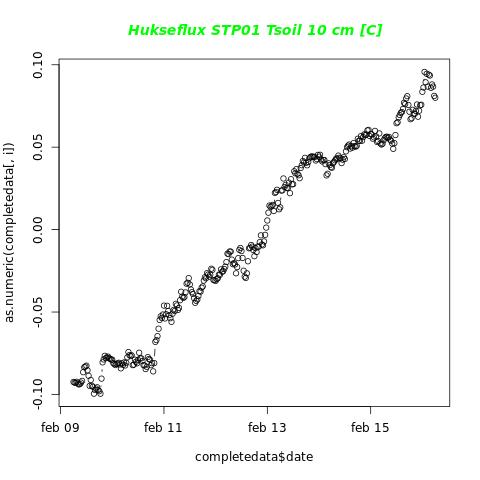 Hukseflux STP01 Tsoil 10 cm [C]
as.numeric(completedata[, i])
0.10
0.05
0.00
-0.05
-0.10
feb 09 feb 11 feb 13 feb 15
completedata$date